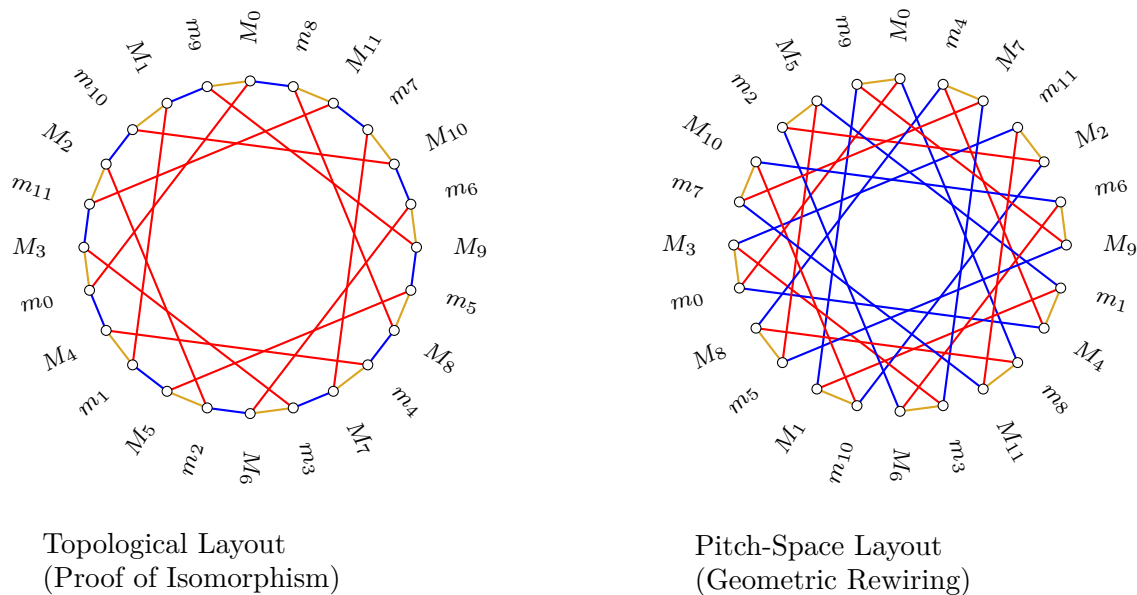 M₀
m₈
M₁₁
m₇
M₁₀
m₆
M₉
m₅
M₈
m₄
M₇
m₃
M₆
m₂
M₅
m₁
M₄
m₀
M₃
m₁₁
M₂
m₁₀
M₁
m₉
Topological Layout
(Proof of Isomorphism)
M₀
m₄
M₇
m₁₁
M₂
m₆
M₉
m₁
M₄
m₈
M₁₁
m₃
M₆
m₁₀
M₁
m₅
M₈
m₀
M₃
m₇
M₁₀
m₂
M₅
m₉
Pitch-Space Layout
(Geometric Rewiring)